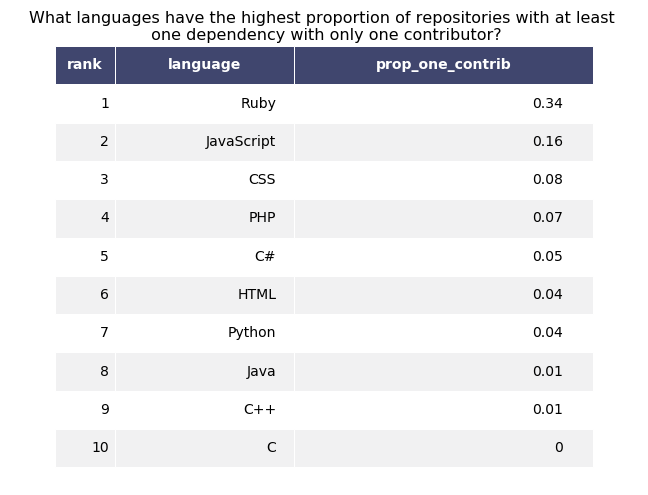 What languages have the highest proportion of repositories with at least
one dependency with only one contributor?
rank language prop_one_contrib
1 Ruby 0.34
2 JavaScript 0.16
3 CSS 0.08
4 PHP 0.07
5 C# 0.05
6 HTML 0.04
7 Python 0.04
8 Java 0.01
9 C++ 0.01
10 C 0